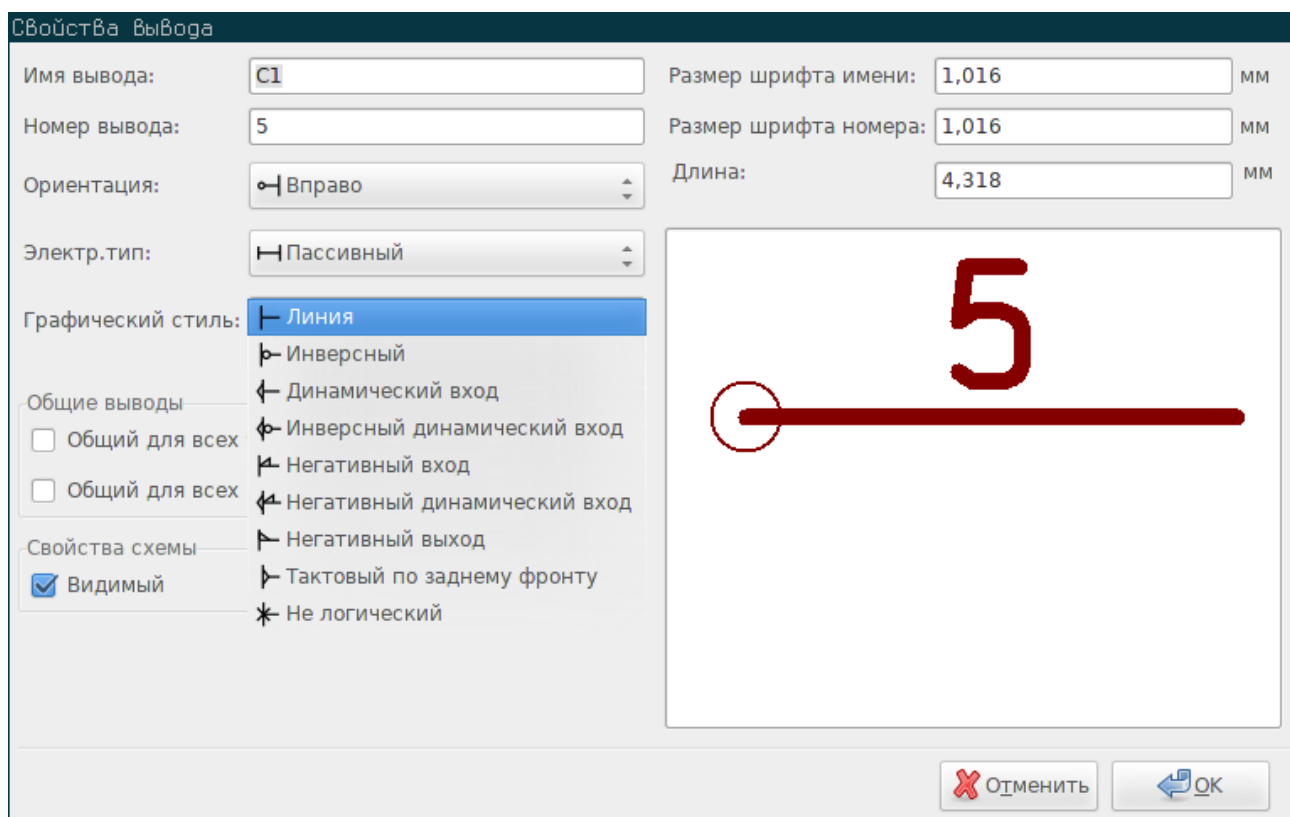 Свойства вывода
Имя вывода: C1 Размер шрифта имени: 1,016 мм
Номер вывода: 5 Размер шрифта номера: 1,016 мм
Ориентация: Вправо Длина: 4,318 мм
Электр.тип: Пассивный
5
Графический стиль: Линия
Инверсный
Динамический вход
Общие выводы
Общий для всех Инверсный динамический вход
Негативный вход
Общий для всех Негативный динамический вход
Свойства схемы Негативный выход
Видимый Тактовый по заднему фронту
Не логический
Отменить OK